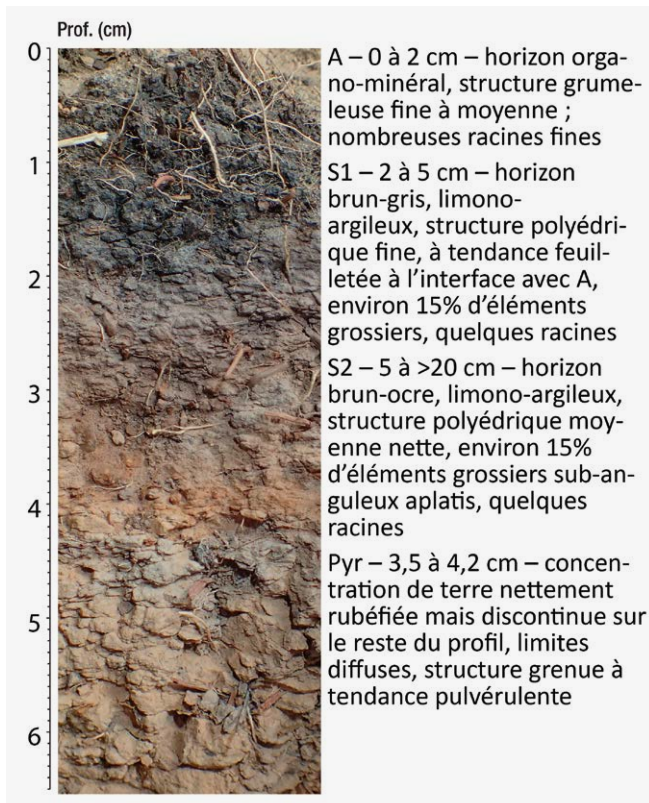 Prof. (cm)
0
1
2
3
4
5
6
A – 0 à 2 cm – horizon orga-
no-minéral, structure grume-
leuse fine à moyenne ;
nombreuses racines fines
S1 – 2 à 5 cm – horizon
brun-gris, limono-
argileux, structure polyédri-
que fine, à tendance feuil-
letée à l'interface avec A,
environ 15% d'éléments
grossiers, quelques racines
S2 – 5 à >20 cm – horizon
brun-ocre, limono-argileux,
structure polyédrique moy-
enne nette, environ 15%
d'éléments grossiers sub-an-
guleux aplatis, quelques
racines
Pyr – 3,5 à 4,2 cm – concen-
tration de terre nettement
rubéfiée mais discontinue sur
le reste du profil, limites
diffuses, structure grenue à
tendance pulvérulente